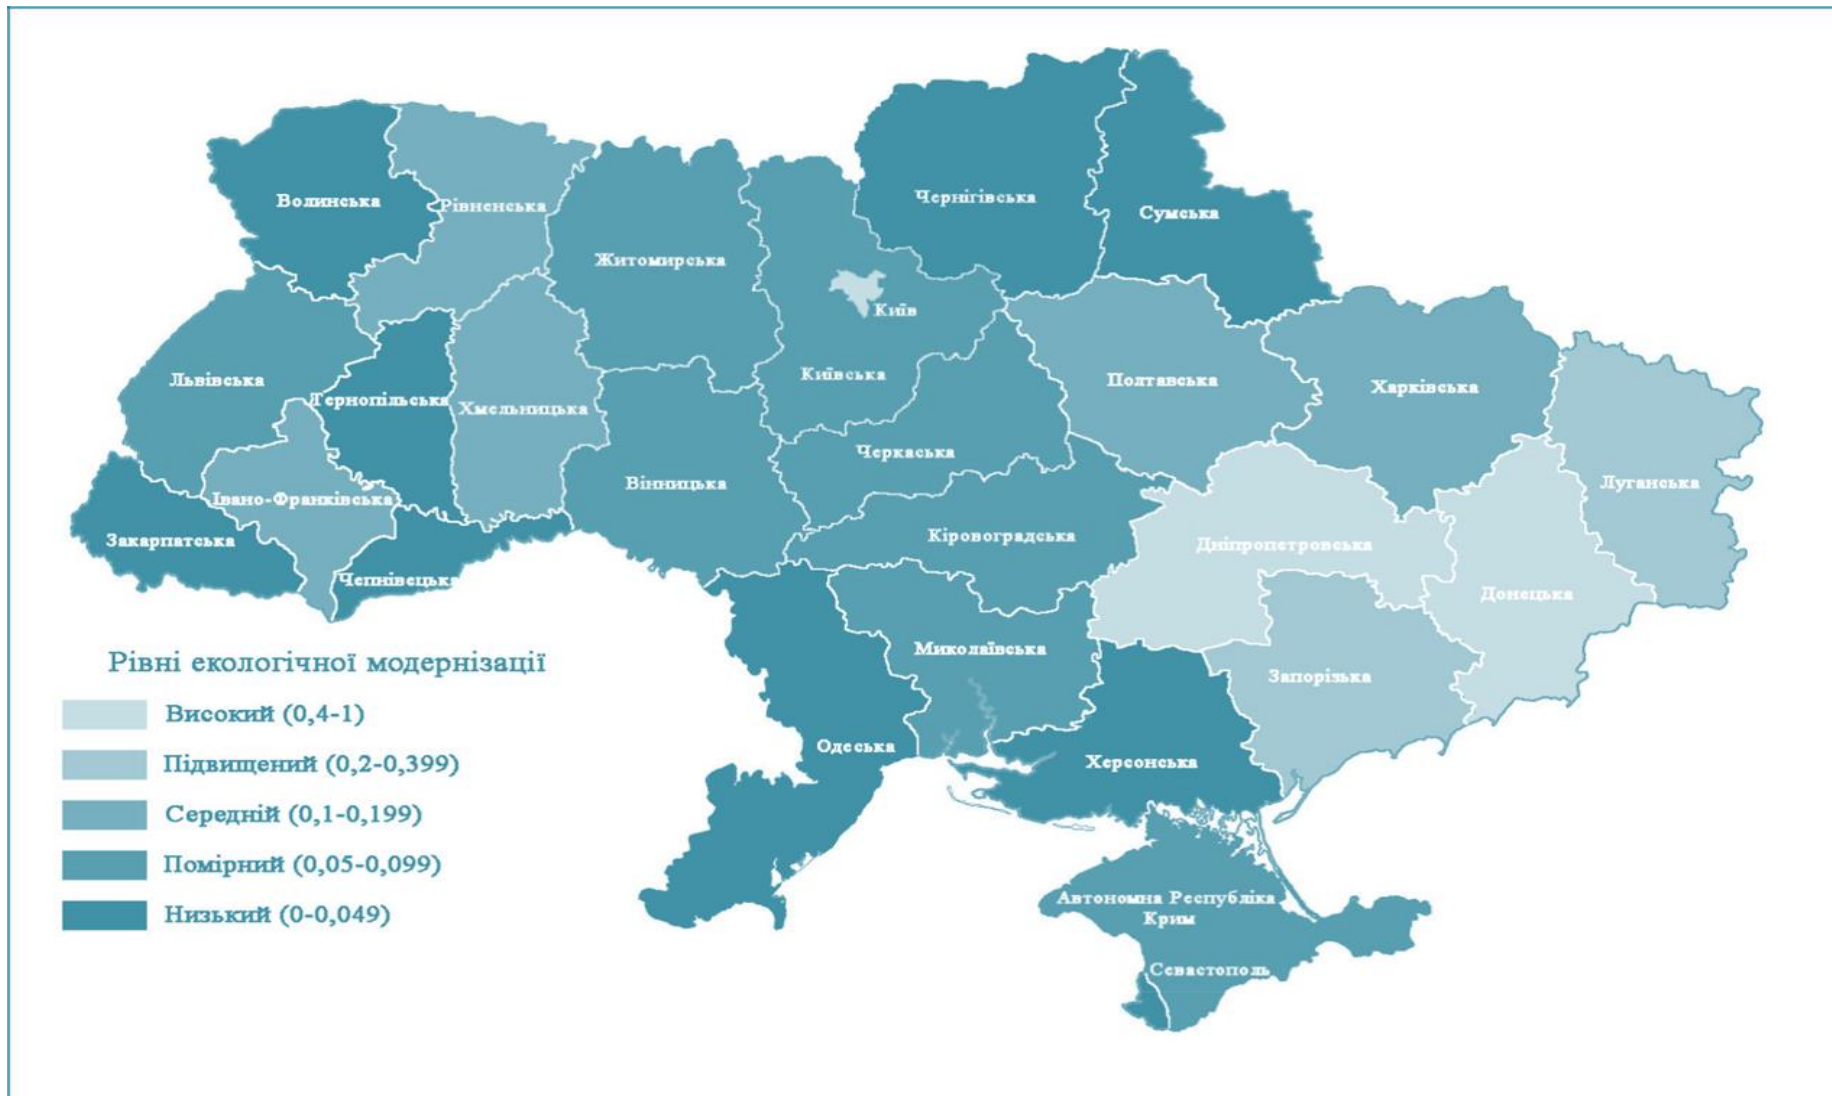 Волинська
Рівненська
Житомирська
Чернігівська
Сумська
Київ
Львівська
Тернопільська
Хмельницька
Київська
Полтавська
Харківська
Вінницька
Черкаська
Луганська
Івано-Франківська
Закарпатська
Чепнівецька
Кіровоградська
Дніпропетровська
Донецька
Миколаївська
Запорізька
Одеська
Херсонська
Автономна Республіка
Крим
Севастополь
Рівні екологічної модернізації
Високий (0,4-1)
Підвищений (0,2-0,399)
Середній (0,1-0,199)
Помірний (0,05-0,099)
Низький (0-0,049)